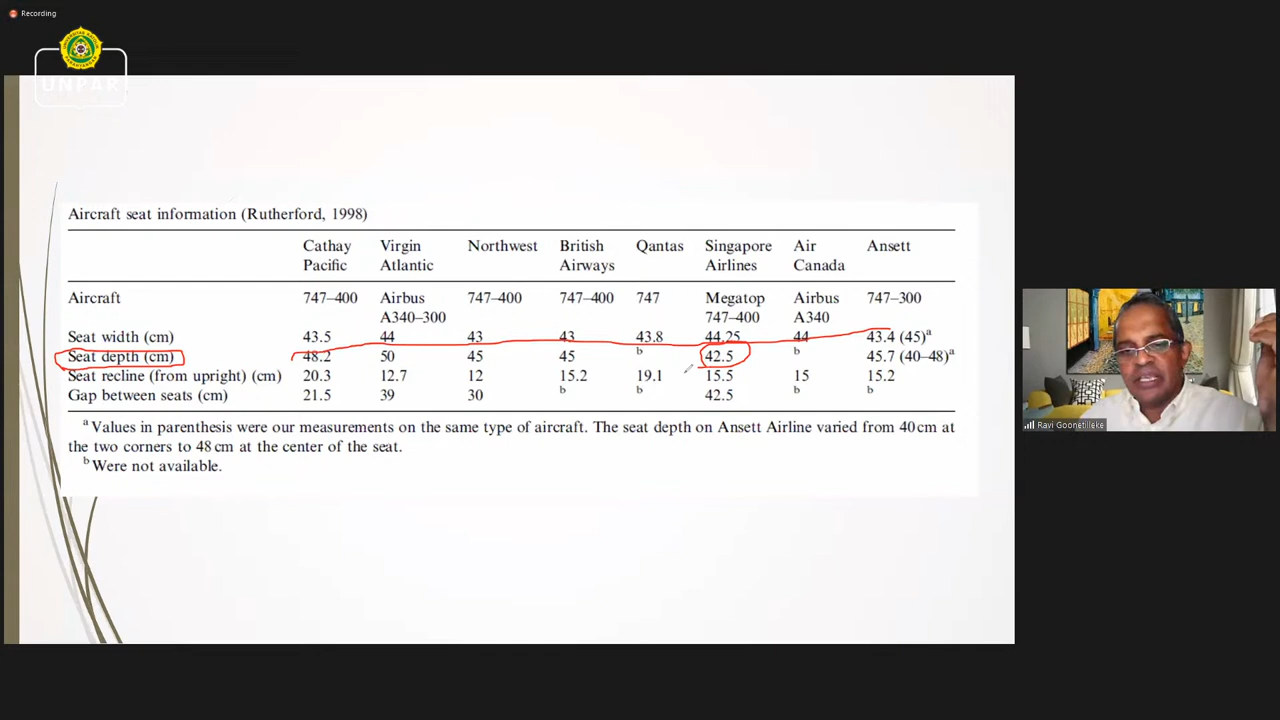 Recording
UNPAR
Aircraft seat information (Rutherford, 1998)
Cathay Pacific Virgin Atlantic Northwest British Airways Qantas Singapore Airlines Air Canada Ansett
Aircraft 747–400 Airbus A340–300 747–400 747–400 747 Megatop 747–400 Airbus A340 747–300
Seat width (cm) 43.5 44 43 43 43.8 44.25 44 43.4 (45)a
Seat depth (cm) 48.2 50 45 45 b 42.5 b 45.7 (40–48)a
Seat recline (from upright) (cm) 20.3 12.7 12 15.2 19.1 15.5 15 15.2
Gap between seats (cm) 21.5 39 30 b b 42.5 b b
a Values in parenthesis were our measurements on the same type of aircraft. The seat depth on Ansett Airline varied from 40 cm at
the two corners to 48 cm at the center of the seat.
b Were not available.
Ravi Goonetilleke